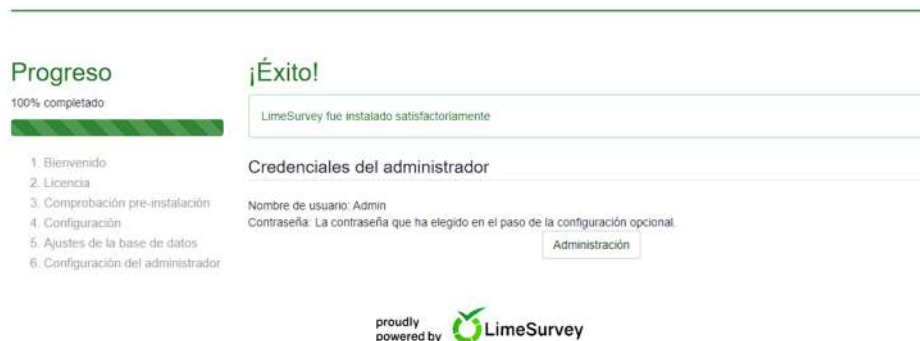 Progreso
100% completado
1. Bienvenido
2. Licencia
3. Comprobación pre-instalación
4. Configuración
5. Ajustes de la base de datos
6. Configuración del administrador
¡Éxito!
LimeSurvey fue instalado satisfactoriamente
Credenciales del administrador
Nombre de usuario: Admin
Contraseña: La contraseña que ha elegido en el paso de la configuración opcional.
Administración
proudly
powered by
LimeSurvey